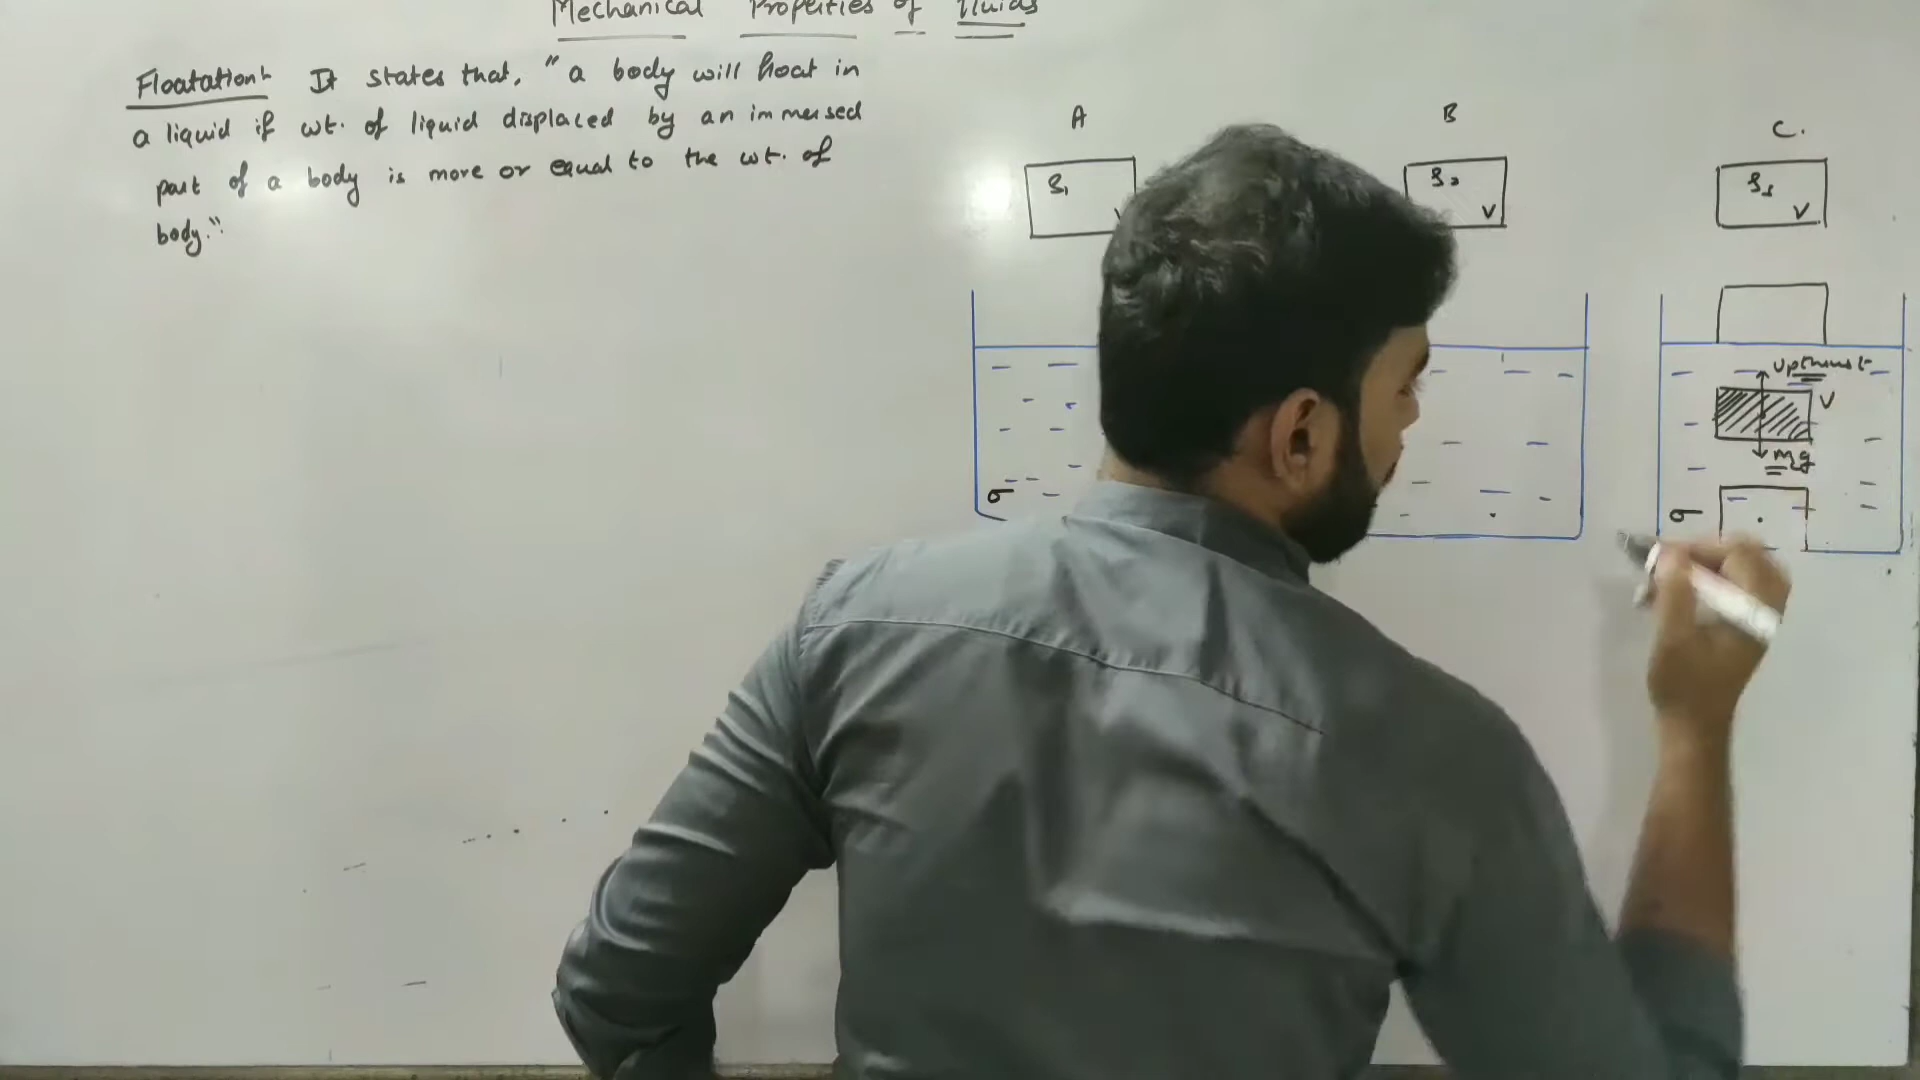 Mechanical Properties of fluids
Floatation:- It states that, "a body will float in
a liquid if wt. of liquid displaced by an immersed
part of a body is more or equal to the wt. of
body."
A
B
C.
V
V
upthrust
V
mg
σ
σ